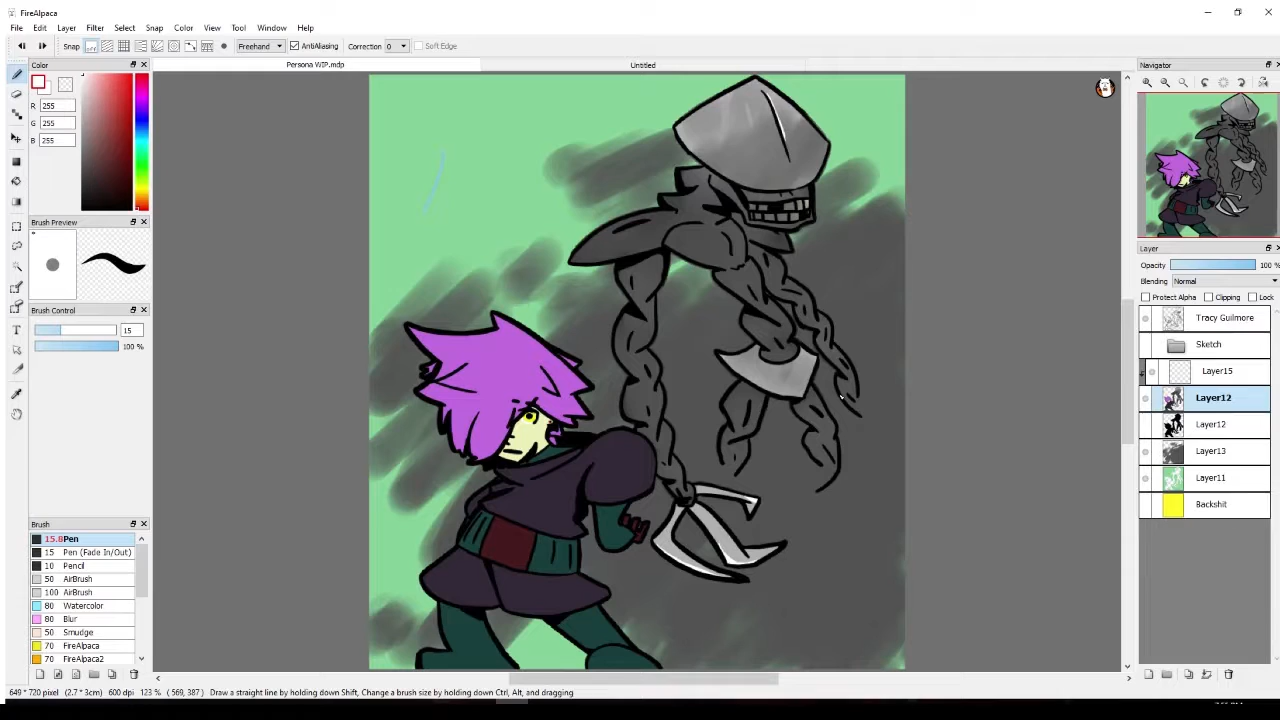 FireAlpaca
File Edit Layer Filter Select Snap Color View Tool Window Help
Snap off Freehand AntiAliasing Correction 0 Soft Edge
Color Persona WIP.mdp Untitled Navigator
R 255
G 255
B 255
Brush Preview
Brush Control
15
100 %
Layer
Opacity 100 %
Blending Normal
Protect Alpha Clipping Lock
Tracy Guilmore
Sketch
Layer15
Layer12
Layer12
Layer13
Layer11
Backshit
Brush
15.8 Pen
15 Pen (Fade In/Out)
10 Pencil
50 AirBrush
100 AirBrush
80 Watercolor
80 Blur
50 Smudge
70 FireAlpaca
70 FireAlpaca2
649 * 720 pixel (2.7 * 3cm) 600 dpi 123 % ( 569, 387 ) Draw a straight line by holding down Shift, Change a brush size by holding down Ctrl, Alt, and dragging